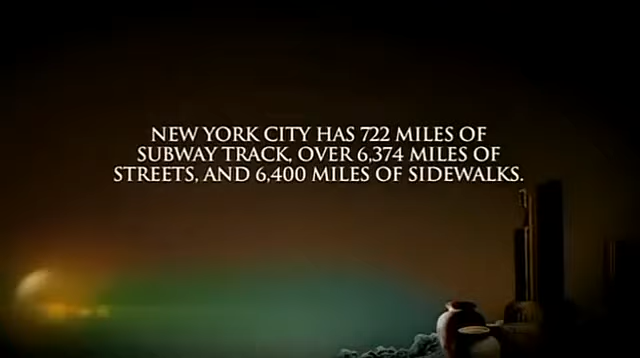 NEW YORK CITY HAS 722 MILES OF
SUBWAY TRACK, OVER 6,374 MILES OF
STREETS, AND 6,400 MILES OF SIDEWALKS.